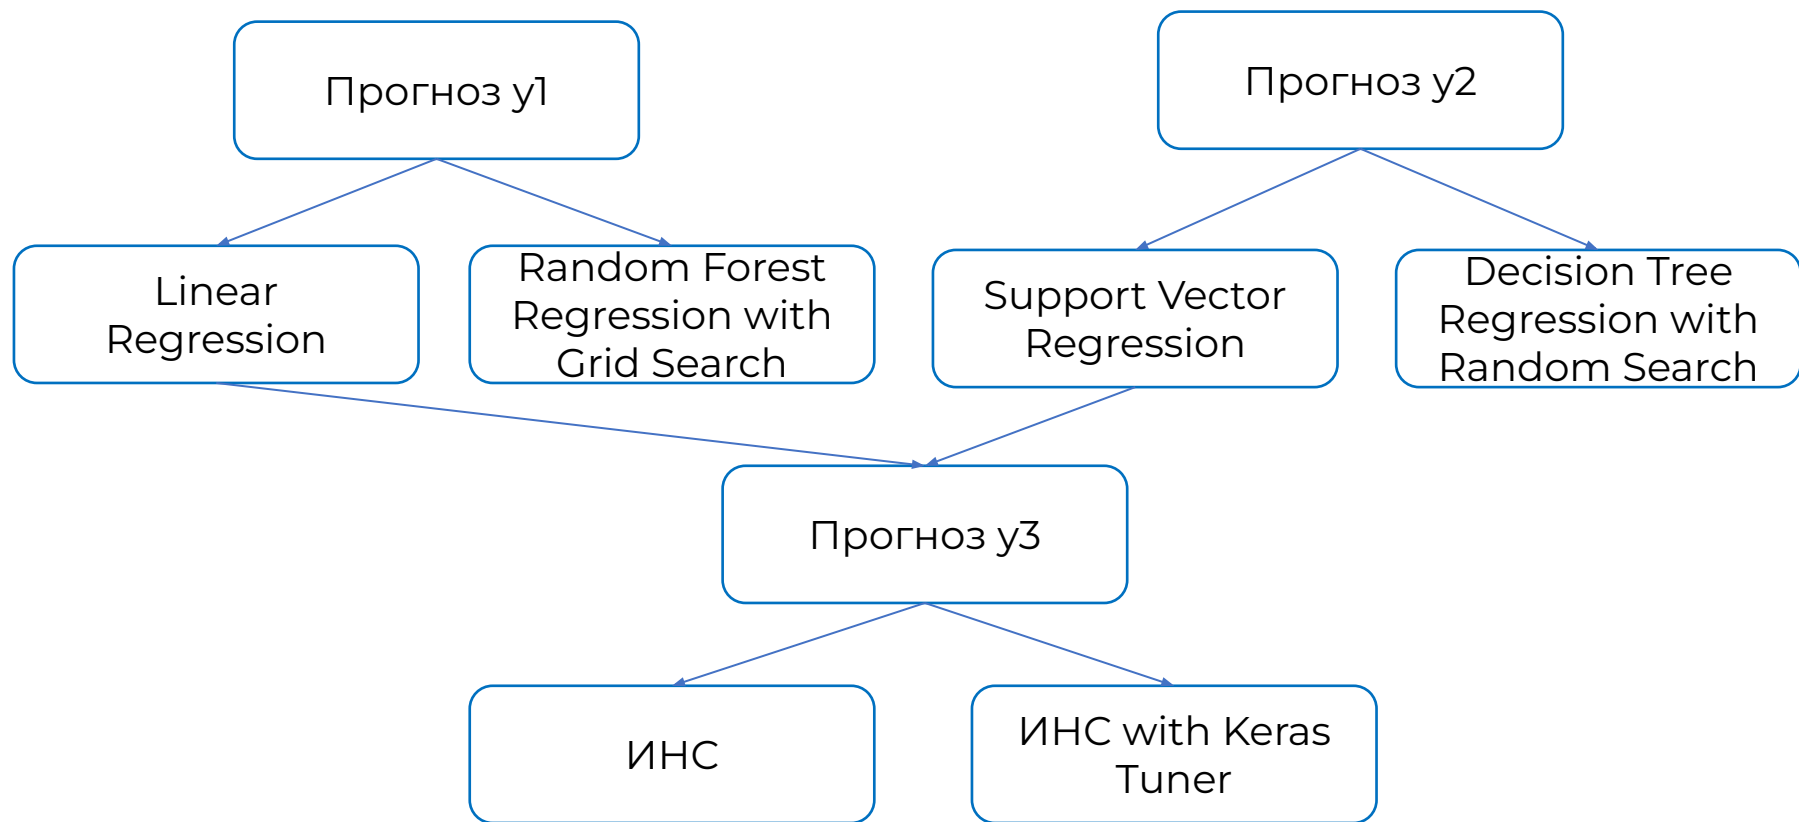 Прогноз y1
Прогноз y2
Linear
Regression
Random Forest
Regression with
Grid Search
Support Vector
Regression
Decision Tree
Regression with
Random Search
Прогноз y3
ИНС
ИНС with Keras
Tuner